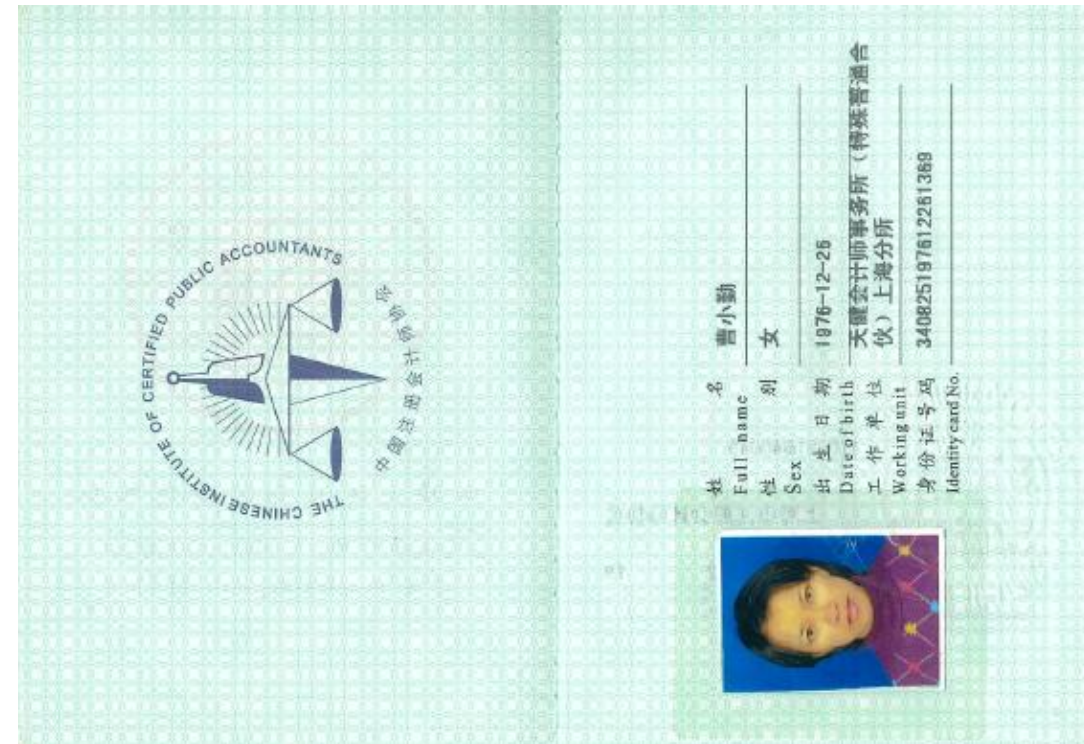 THE CHINESE INSTITUTE OF CERTIFIED PUBLIC ACCOUNTANTS
中国注册会计师协会
姓 名 曹小勤
Full name
性 别 女
Sex
出 生 日 期 1976-12-26
Date of birth
工 作 单 位 天健会计师事务所（特殊普通合
Working unit 伙）上海分所
身份证号码 340825197612261369
Identity card No.